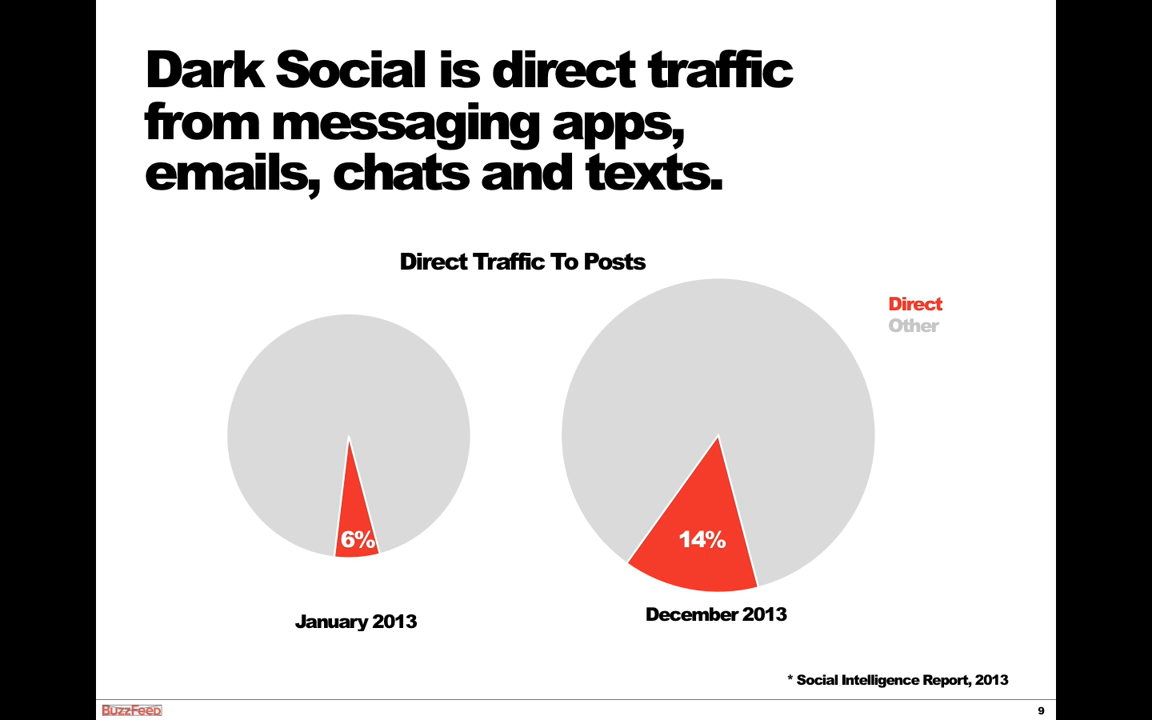 Dark Social is direct traffic
from messaging apps,
emails, chats and texts.
Direct Traffic To Posts
Direct
Other
6%
14%
January 2013
December 2013
* Social Intelligence Report, 2013
BuzzFeed
9